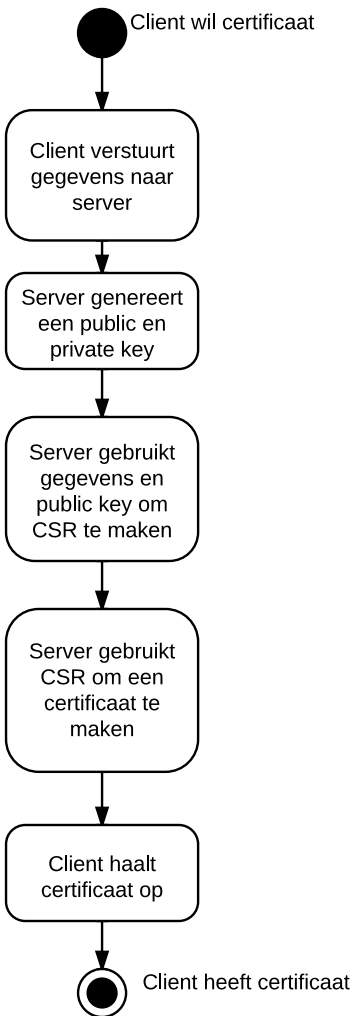 Client wil certificaat
Client verstuurt
gegevens naar
server
Server genereert
een public en
private key
Server gebruikt
gegevens en
public key om
CSR te maken
Server gebruikt
CSR om een
certificaat te
maken
Client haalt
certificaat op
Client heeft certificaat